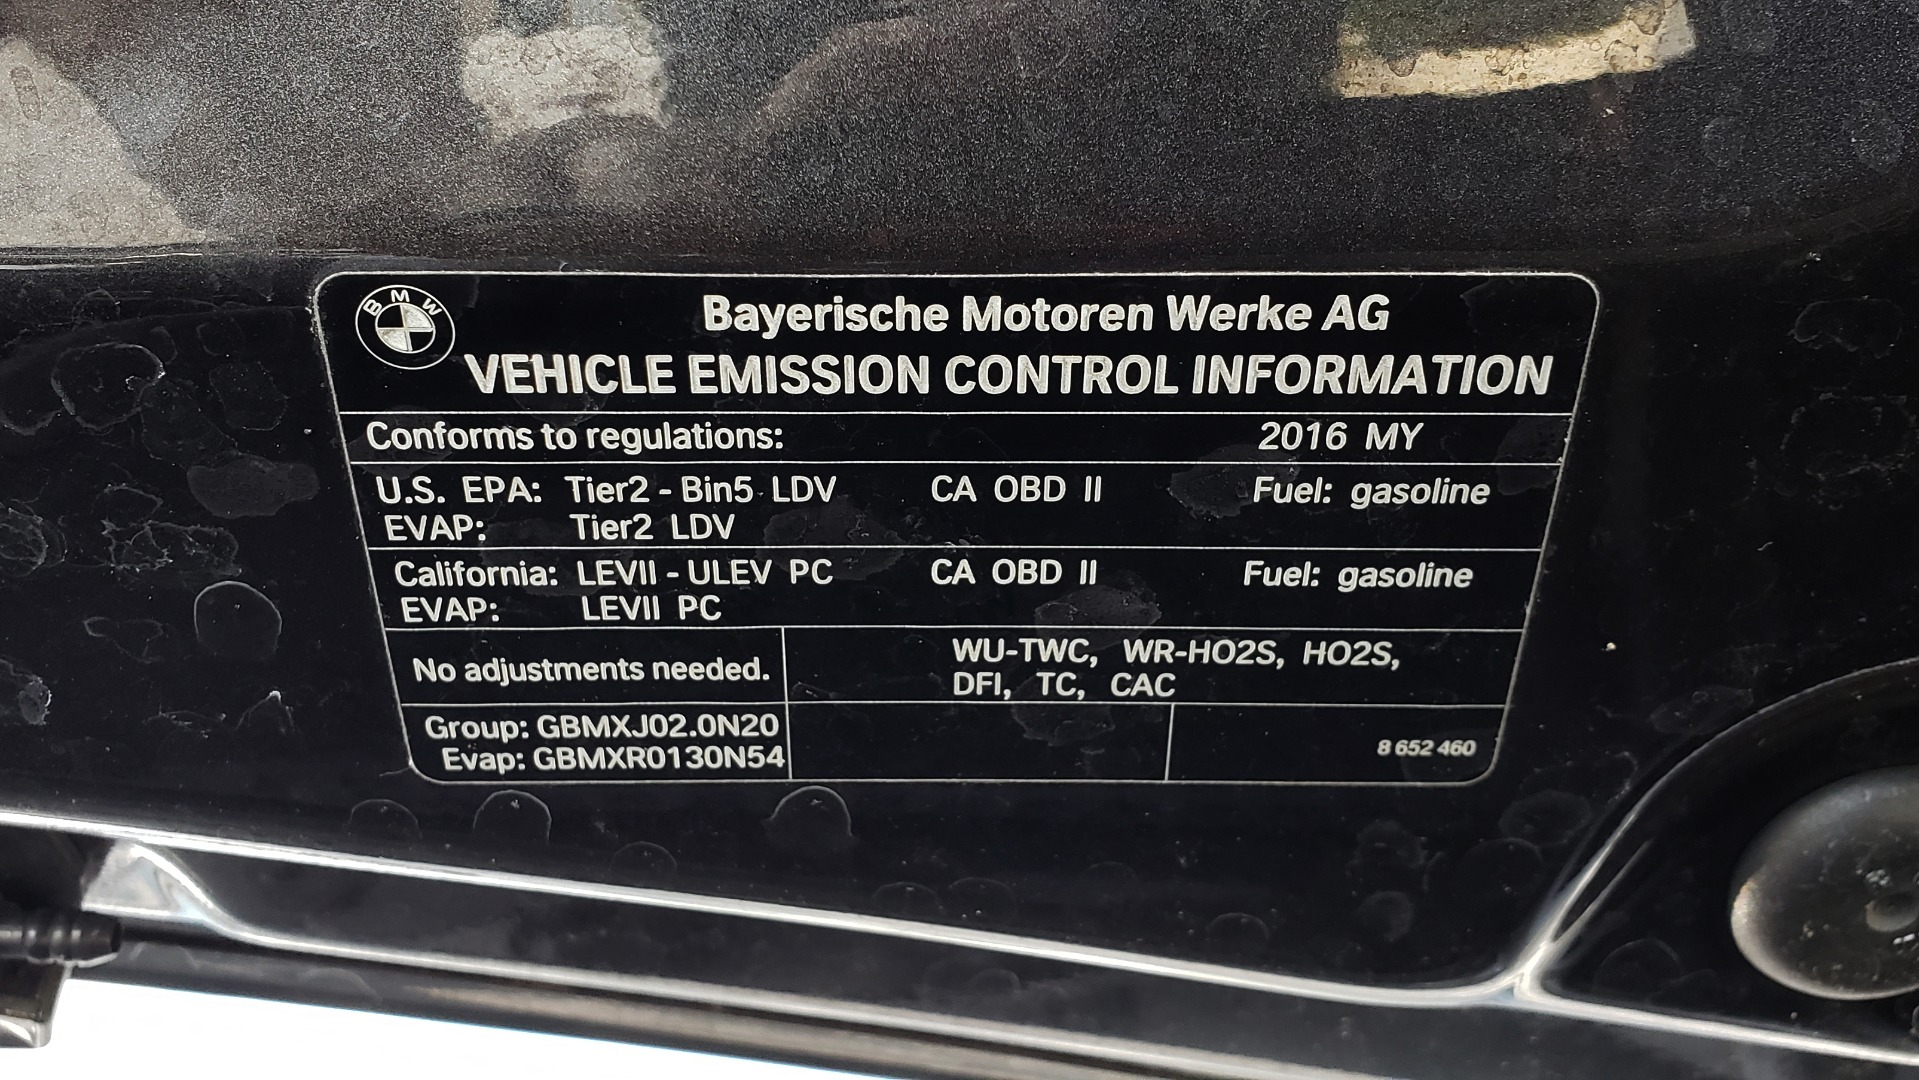 BMW
Bayerische Motoren Werke AG
VEHICLE EMISSION CONTROL INFORMATION
Conforms to regulations: 2016 MY
U.S. EPA: Tier2 - Bin5 LDV CA OBD II Fuel: gasoline
EVAP: Tier2 LDV
California: LEVII - ULEV PC CA OBD II Fuel: gasoline
EVAP: LEVII PC
No adjustments needed.
WU-TWC, WR-HO2S, HO2S,
DFI, TC, CAC
Group: GBMXJ02.0N20
Evap: GBMXR0130N54
8 652 460